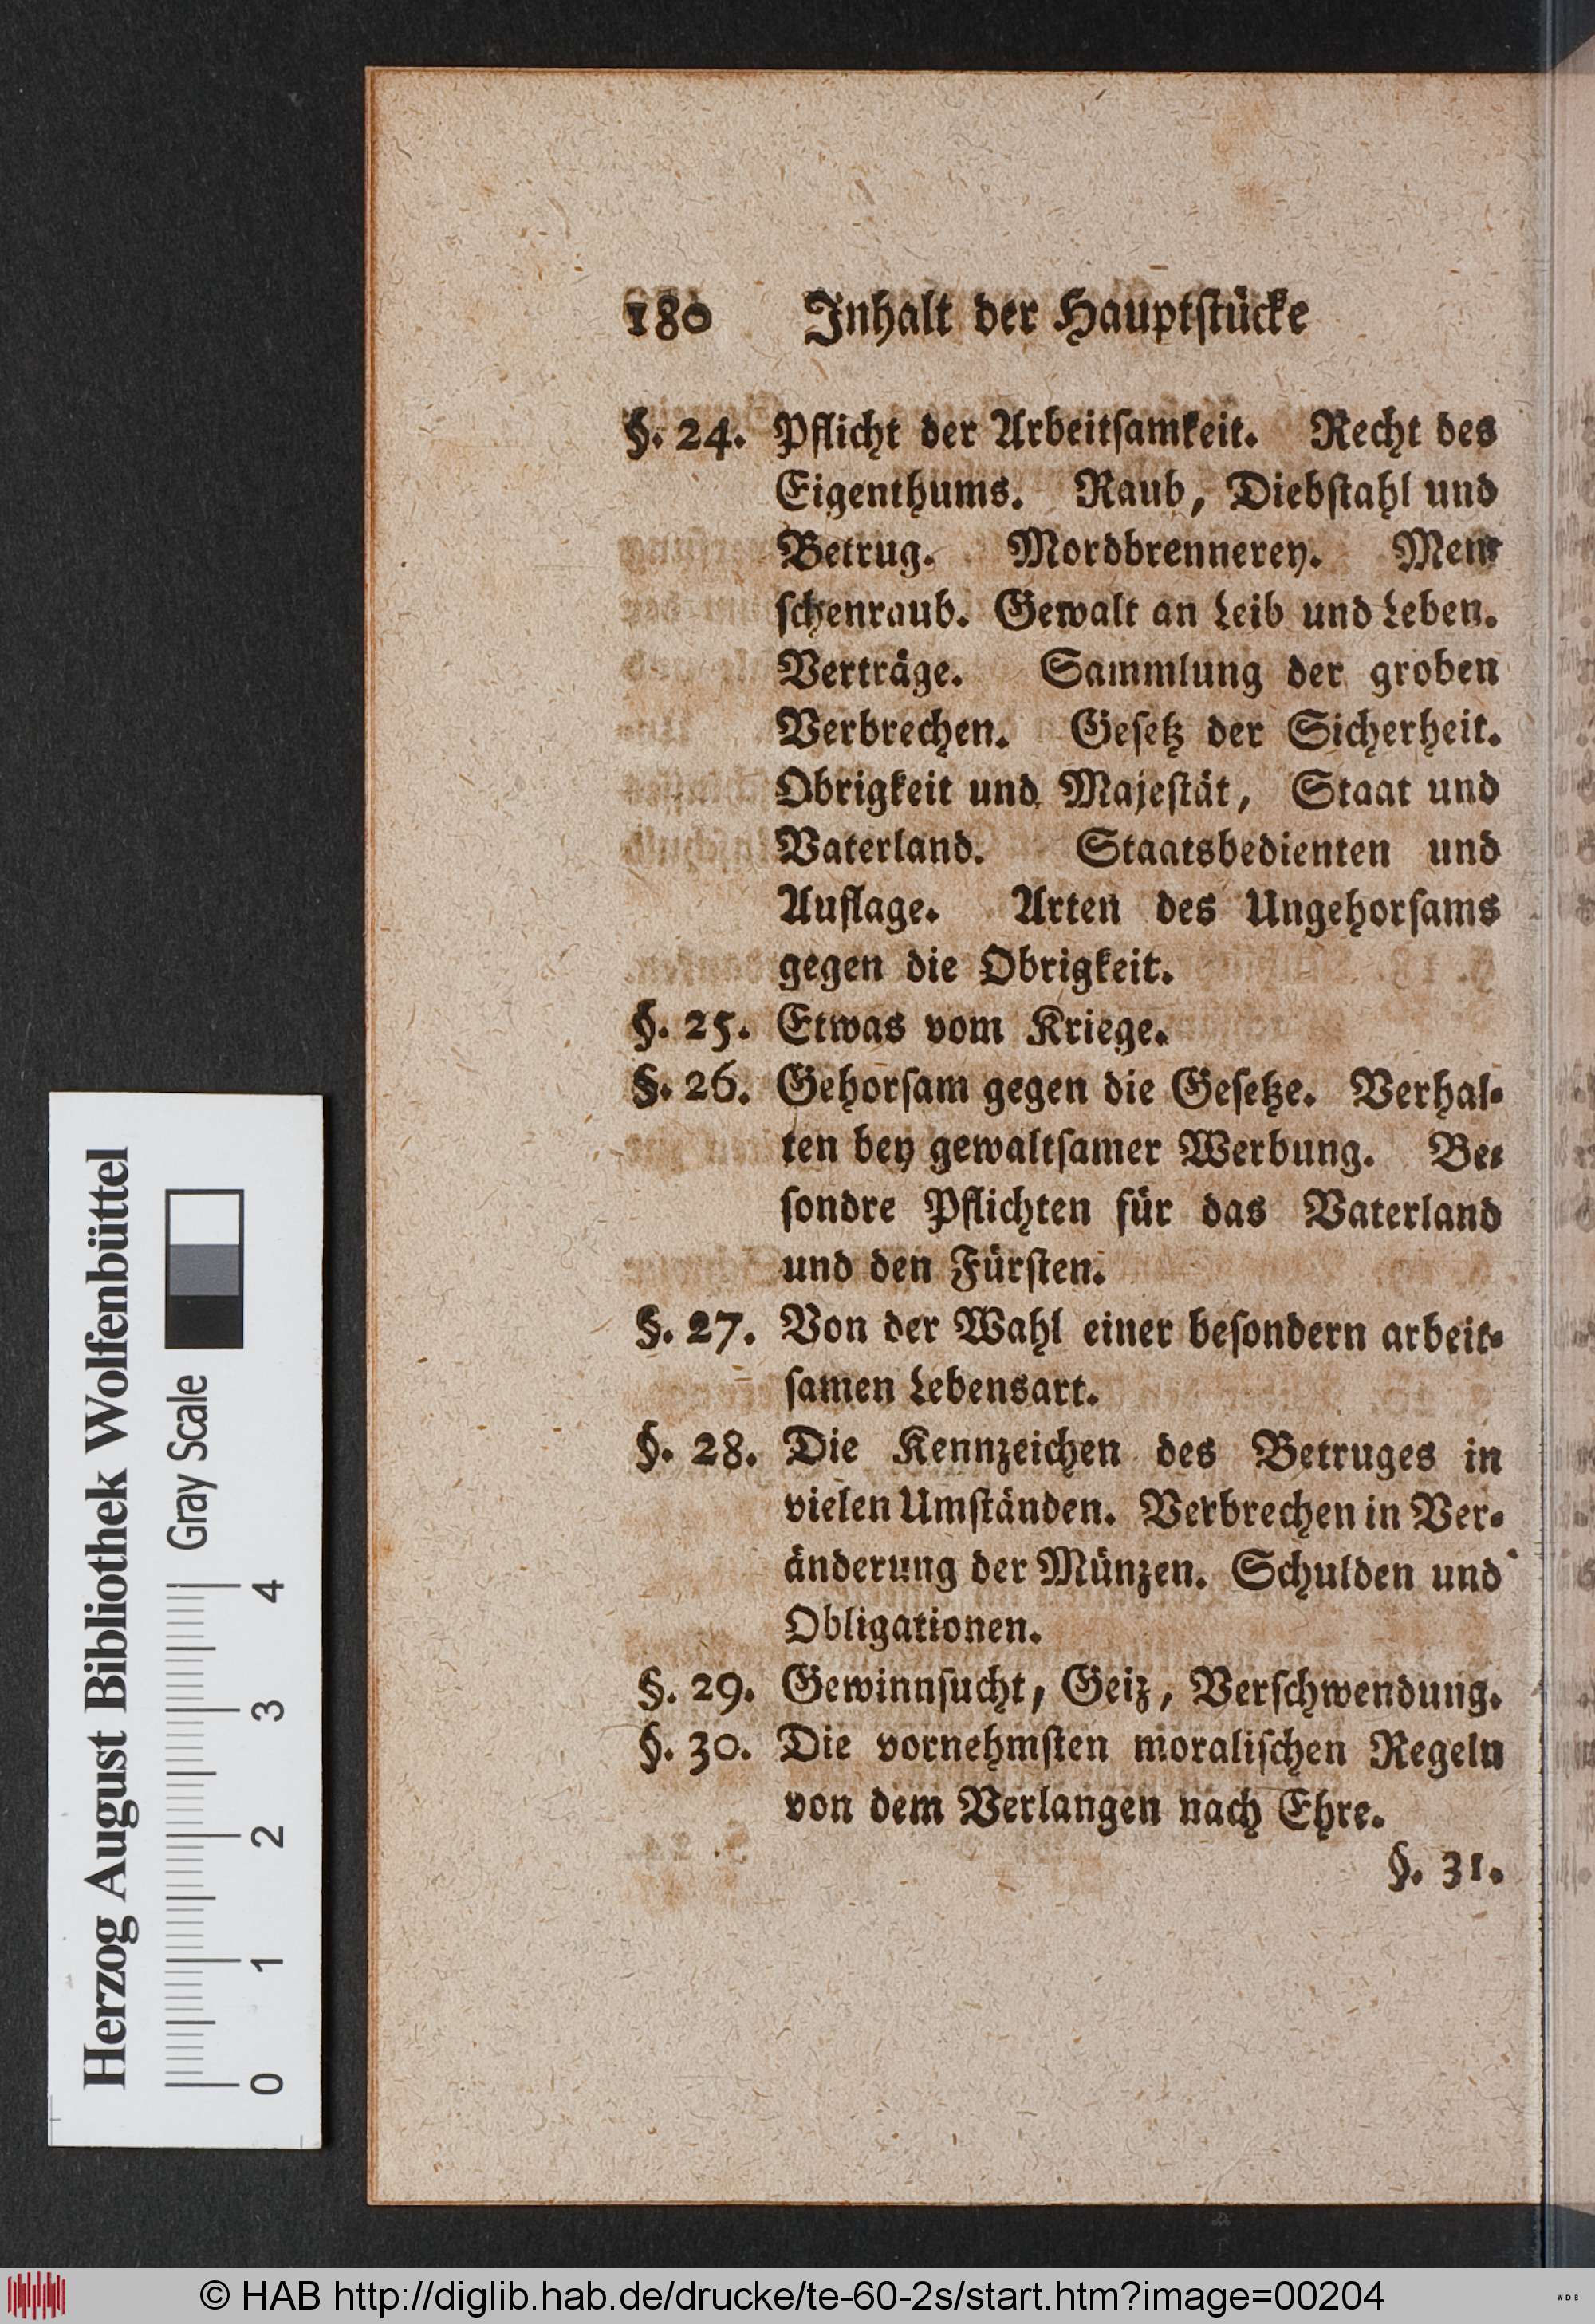 180 Inhalt der Hauptſtücke
§. 24. Pflicht der Arbeitſamkeit. Recht des
Eigenthums. Raub, Diebſtahl und
Betrug. Mordbrennerey. Men⸗
ſchenraub. Gewalt an Leib und Leben.
Verträge. Sammlung der groben
Verbrechen. Geſetz der Sicherheit.
Obrigkeit und Majeſtät, Staat und
Vaterland. Staatsbedienten und
Auflage. Arten des Ungehorſams
gegen die Obrigkeit.
§. 25. Etwas vom Kriege.
§. 26. Gehorſam gegen die Geſetze. Verhal⸗
ten bey gewaltſamer Werbung. Be⸗
ſondre Pflichten für das Vaterland
und den Fürſten.
§. 27. Von der Wahl einer beſondern arbeit⸗
ſamen Lebensart.
§. 28. Die Kennzeichen des Betruges in
vielen Umſtänden. Verbrechen in Ver⸗
änderung der Münzen. Schulden und
Obligationen.
§. 29. Gewinnſucht, Geiz, Verſchwendung.
§. 30. Die vornehmſten moraliſchen Regeln
von dem Verlangen nach Ehre.
§. 31.
Herzog August Bibliothek Wolfenbüttel
Gray Scale
0 1 2 3 4
© HAB http://diglib.hab.de/drucke/te-60-2s/start.htm?image=00204
WDB